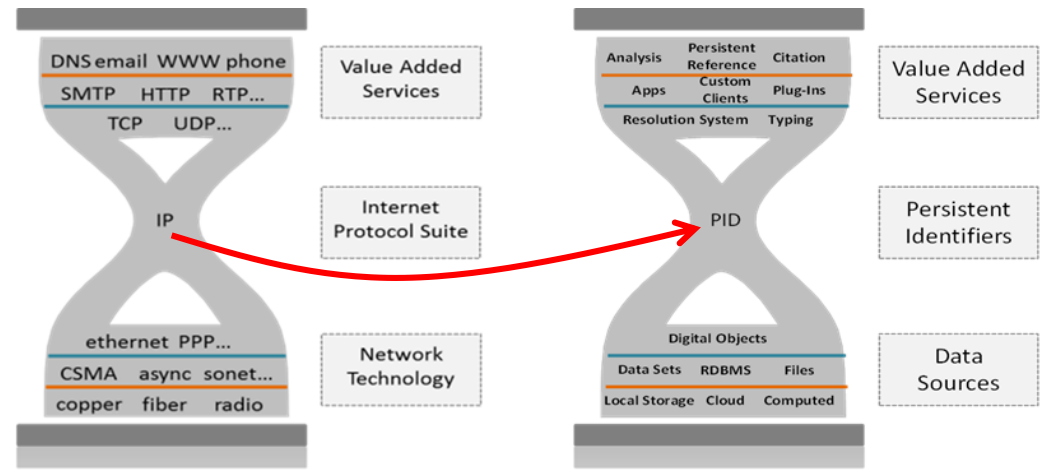 DNS email WWW phone
SMTP HTTP RTP...
TCP UDP...
IP
ethernet PPP...
CSMA async sonet...
copper fiber radio
Value Added
Services
Internet
Protocol Suite
Network
Technology
Analysis Persistent Reference Citation
Apps Custom Clients Plug-Ins
Resolution System Typing
PID
Digital Objects
Data Sets RDBMS Files
Local Storage Cloud Computed
Value Added
Services
Persistent
Identifiers
Data
Sources